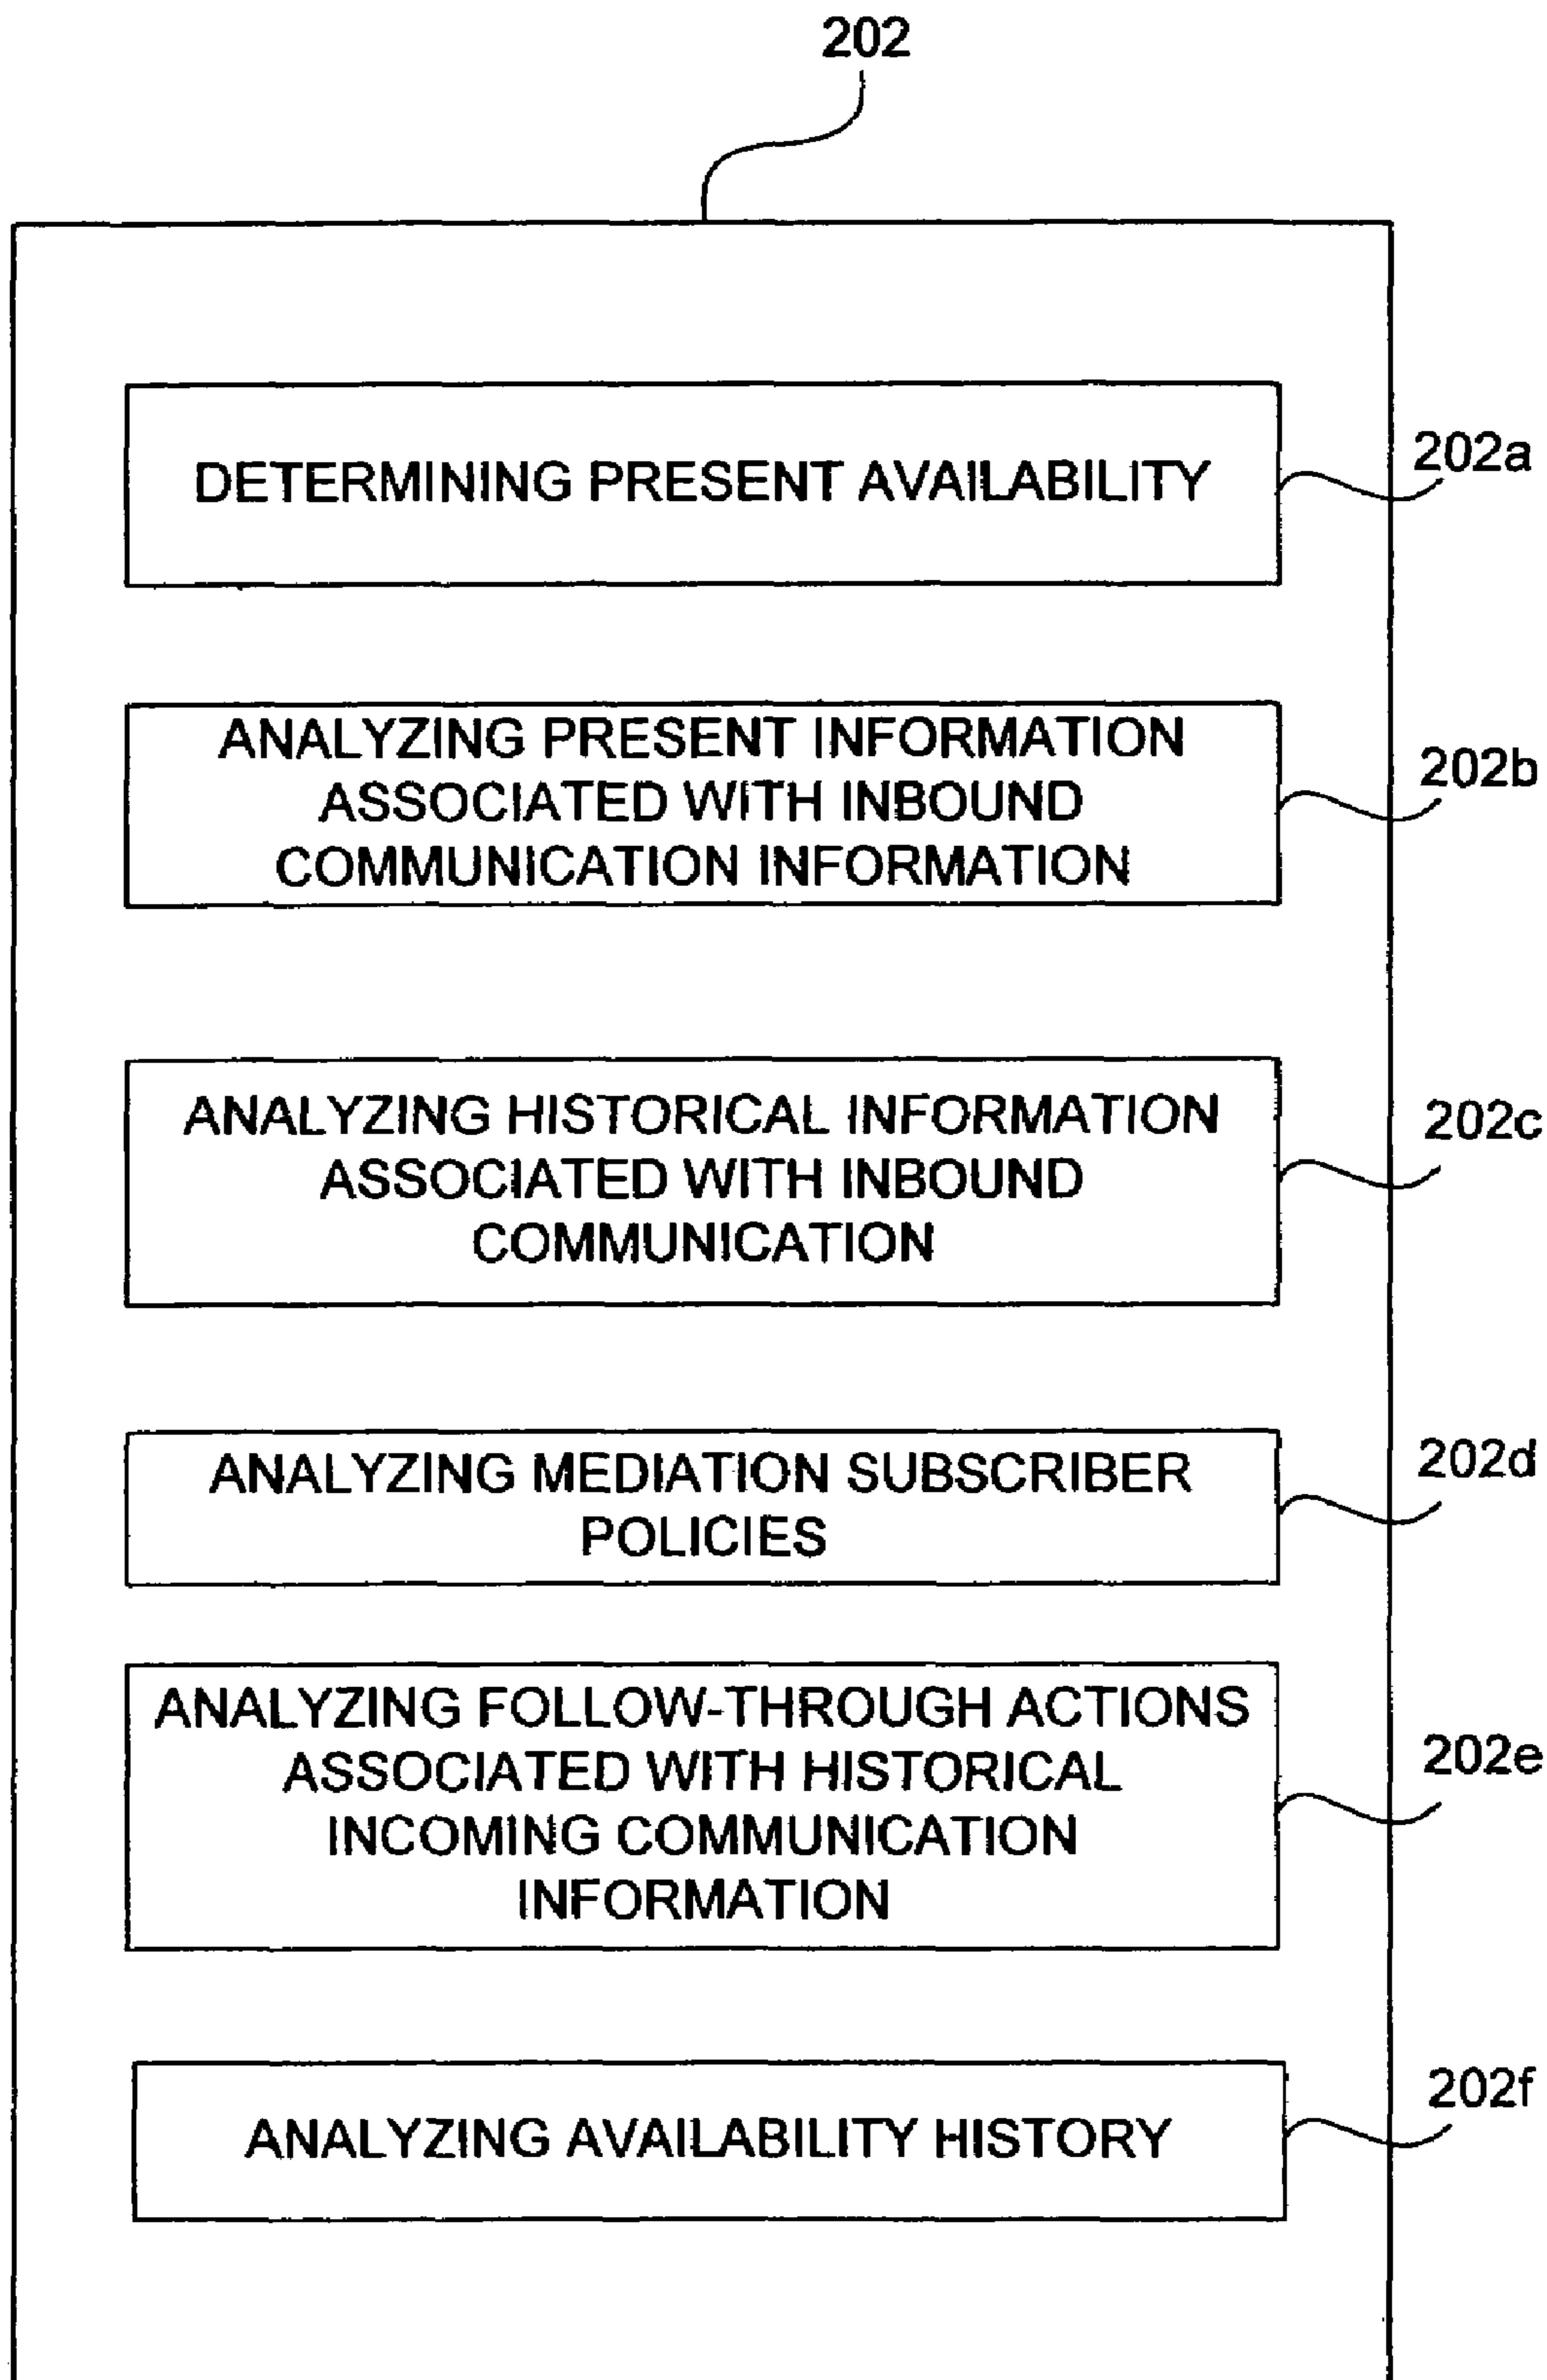 202
DETERMINING PRESENT AVAILABILITY
202a
ANALYZING PRESENT INFORMATION
ASSOCIATED WITH INBOUND
COMMUNICATION INFORMATION
202b
ANALYZING HISTORICAL INFORMATION
ASSOCIATED WITH INBOUND
COMMUNICATION
202c
ANALYZING MEDIATION SUBSCRIBER
POLICIES
202d
ANALYZING FOLLOW-THROUGH ACTIONS
ASSOCIATED WITH HISTORICAL
INCOMING COMMUNICATION
INFORMATION
202e
ANALYZING AVAILABILITY HISTORY
202f